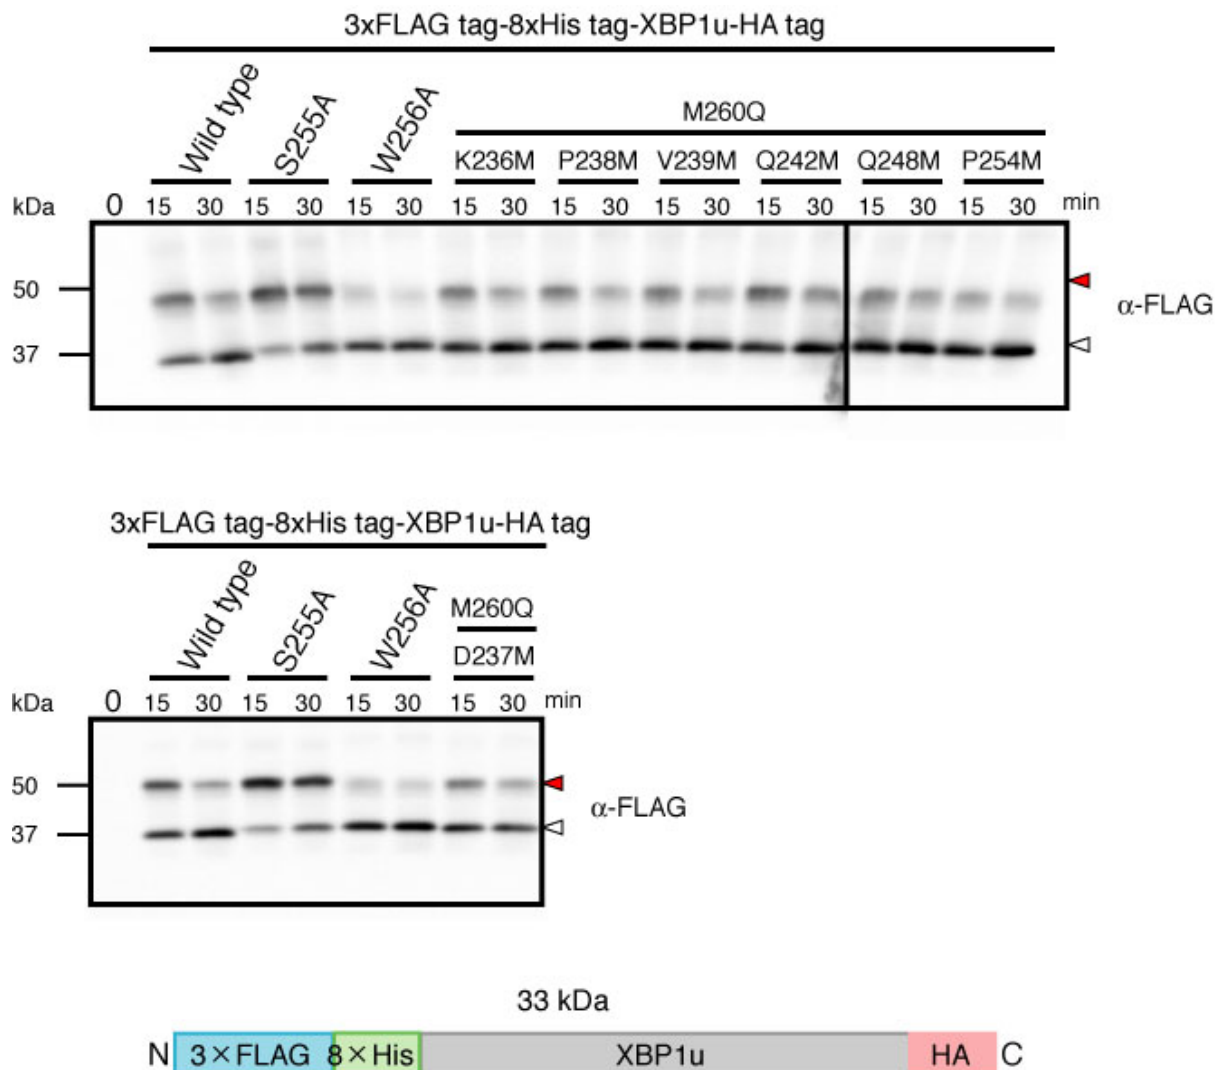 3xFLAG tag-8xHis tag-XBP1u-HA tag
Wild type S255A W256A M260Q
K236M P238M V239M Q242M Q248M P254M
kDa 0 15 30 15 30 15 30 15 30 15 30 15 30 15 30 15 30 15 30 min
50
α-FLAG
37
3xFLAG tag-8xHis tag-XBP1u-HA tag
Wild type S255A W256A M260Q
D237M
kDa 0 15 30 15 30 15 30 15 30 min
50
α-FLAG
37
33 kDa
N 3×FLAG 8×His XBP1u HA C